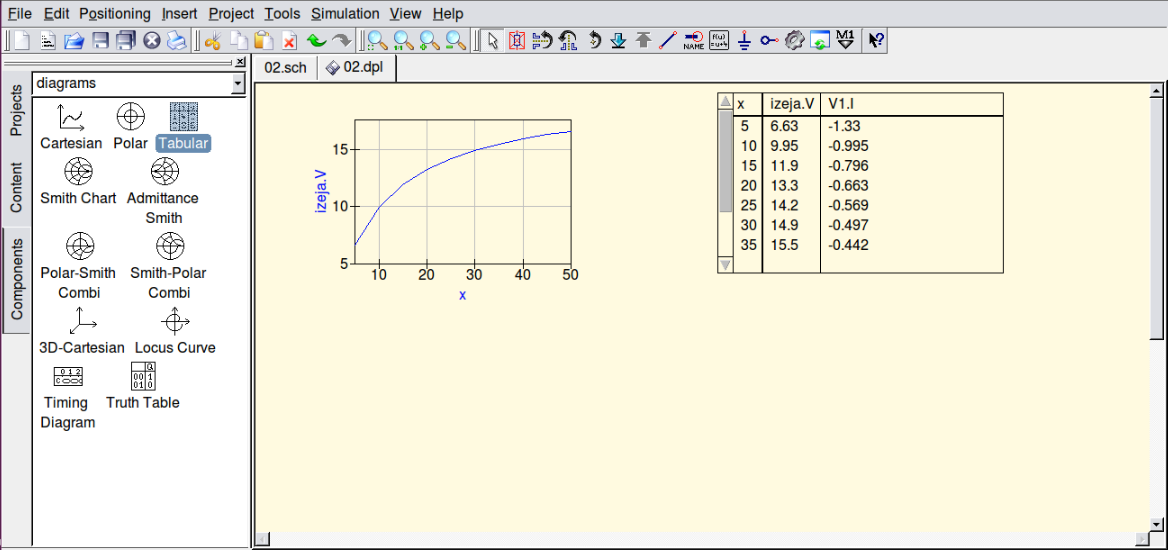 File Edit Positioning Insert Project Tools Simulation View Help
NAME
M1
02.sch 02.dpl
Projects
Content
Components
diagrams
Cartesian Polar Tabular
Smith Chart Admittance Smith
Polar-Smith Combi Smith-Polar Combi
3D-Cartesian Locus Curve
Timing Diagram Truth Table
izeja.V
15
10
5
10 20 30 40 50
x
x izeja.V V1.I
5 6.63 -1.33
10 9.95 -0.995
15 11.9 -0.796
20 13.3 -0.663
25 14.2 -0.569
30 14.9 -0.497
35 15.5 -0.442